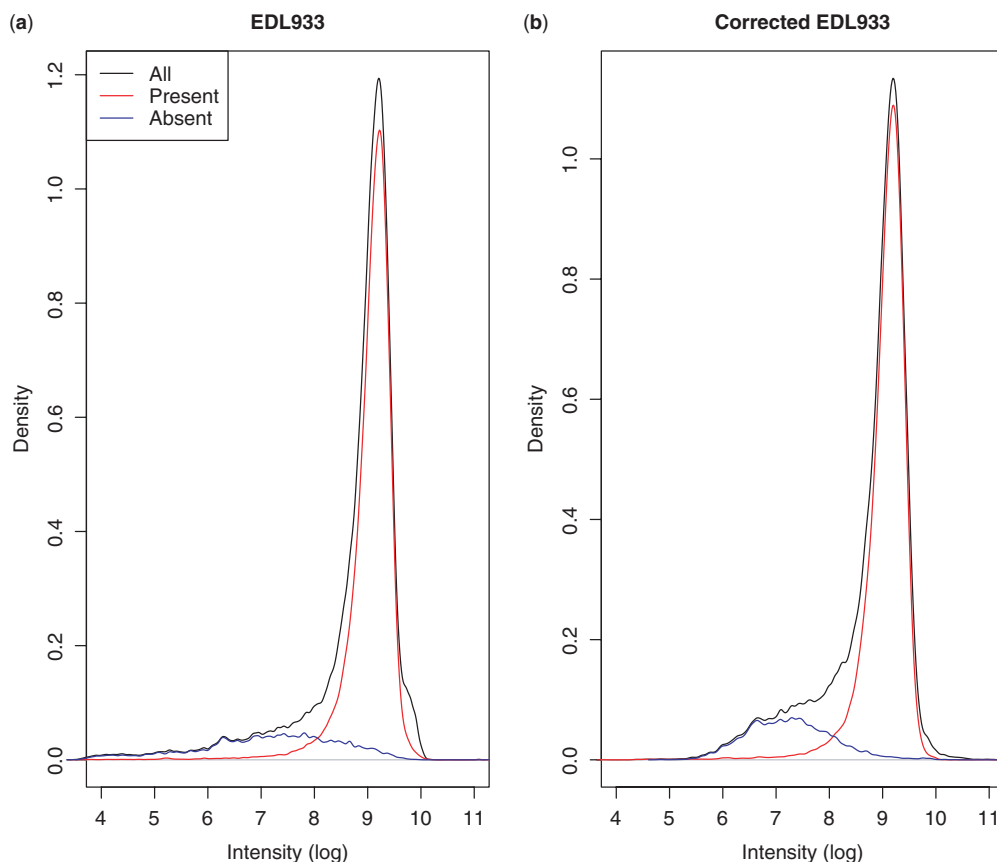 (a)
EDL933
All
Present
Absent
Density
0.0
0.2
0.4
0.6
0.8
1.0
1.2
4 5 6 7 8 9 10 11
Intensity (log)
(b)
Corrected EDL933
Density
0.0
0.2
0.4
0.6
0.8
1.0
4 5 6 7 8 9 10 11
Intensity (log)